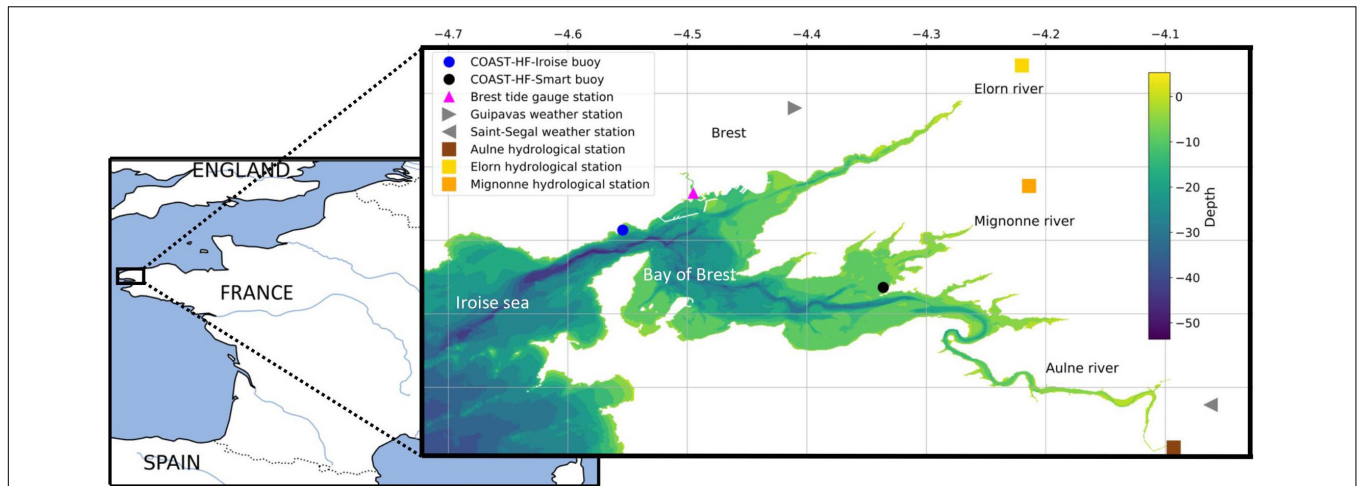 −4.7 −4.6 −4.5 −4.4 −4.3 −4.2 −4.1
COAST-HF-Iroise buoy
COAST-HF-Smart buoy
Brest tide gauge station
Guipavas weather station
Saint-Segal weather station
Aulne hydrological station
Elorn hydrological station
Mignonne hydrological station
Elorn river
Brest
Mignonne river
Bay of Brest
Iroise sea
Aulne river
0
−10
−20
−30
−40
−50
Depth
ENGLAND
FRANCE
SPAIN